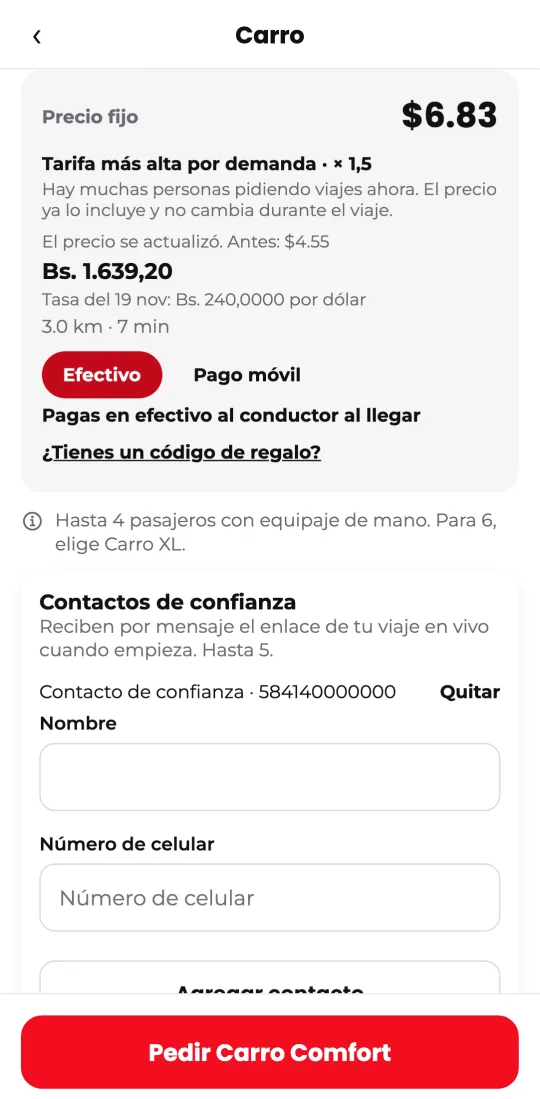 Carro
Precio fijo
$6.83
Tarifa más alta por demanda · × 1,5
Hay muchas personas pidiendo viajes ahora. El precio
ya lo incluye y no cambia durante el viaje.
El precio se actualizó. Antes: $4.55
Bs. 1.639,20
Tasa del 19 nov: Bs. 240,0000 por dólar
3.0 km · 7 min
Efectivo
Pago móvil
Pagas en efectivo al conductor al llegar
¿Tienes un código de regalo?
Hasta 4 pasajeros con equipaje de mano. Para 6,
elige Carro XL.
Contactos de confianza
Reciben por mensaje el enlace de tu viaje en vivo
cuando empieza. Hasta 5.
Contacto de confianza · 584140000000
Quitar
Nombre
Número de celular
Número de celular
Agregar contacto
Pedir Carro Comfort